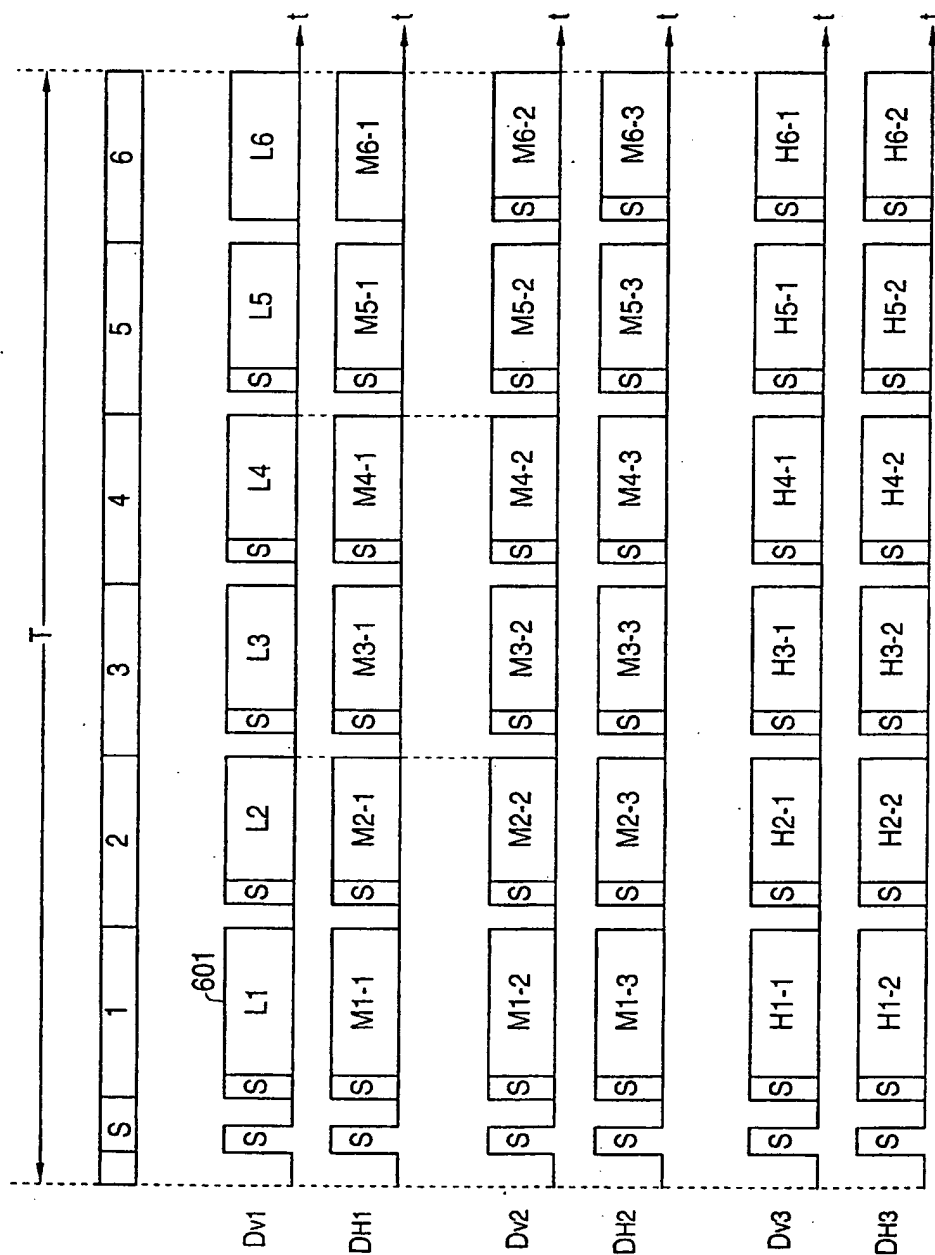 T
S 1 2 3 4 5 6
601
DV1 S S L1 S L2 S L3 S L4 S L5 L6 t
DH1 S S M1-1 S M2-1 S M3-1 S M4-1 S M5-1 M6-1 t
DV2 S S M1-2 S M2-2 S M3-2 S M4-2 S M5-2 S M6-2 t
DH2 S S M1-3 S M2-3 S M3-3 S M4-3 S M5-3 S M6-3 t
DV3 S S H1-1 S H2-1 S H3-1 S H4-1 S H5-1 S H6-1 t
DH3 S S H1-2 S H2-2 S H3-2 S H4-2 S H5-2 S H6-2 t